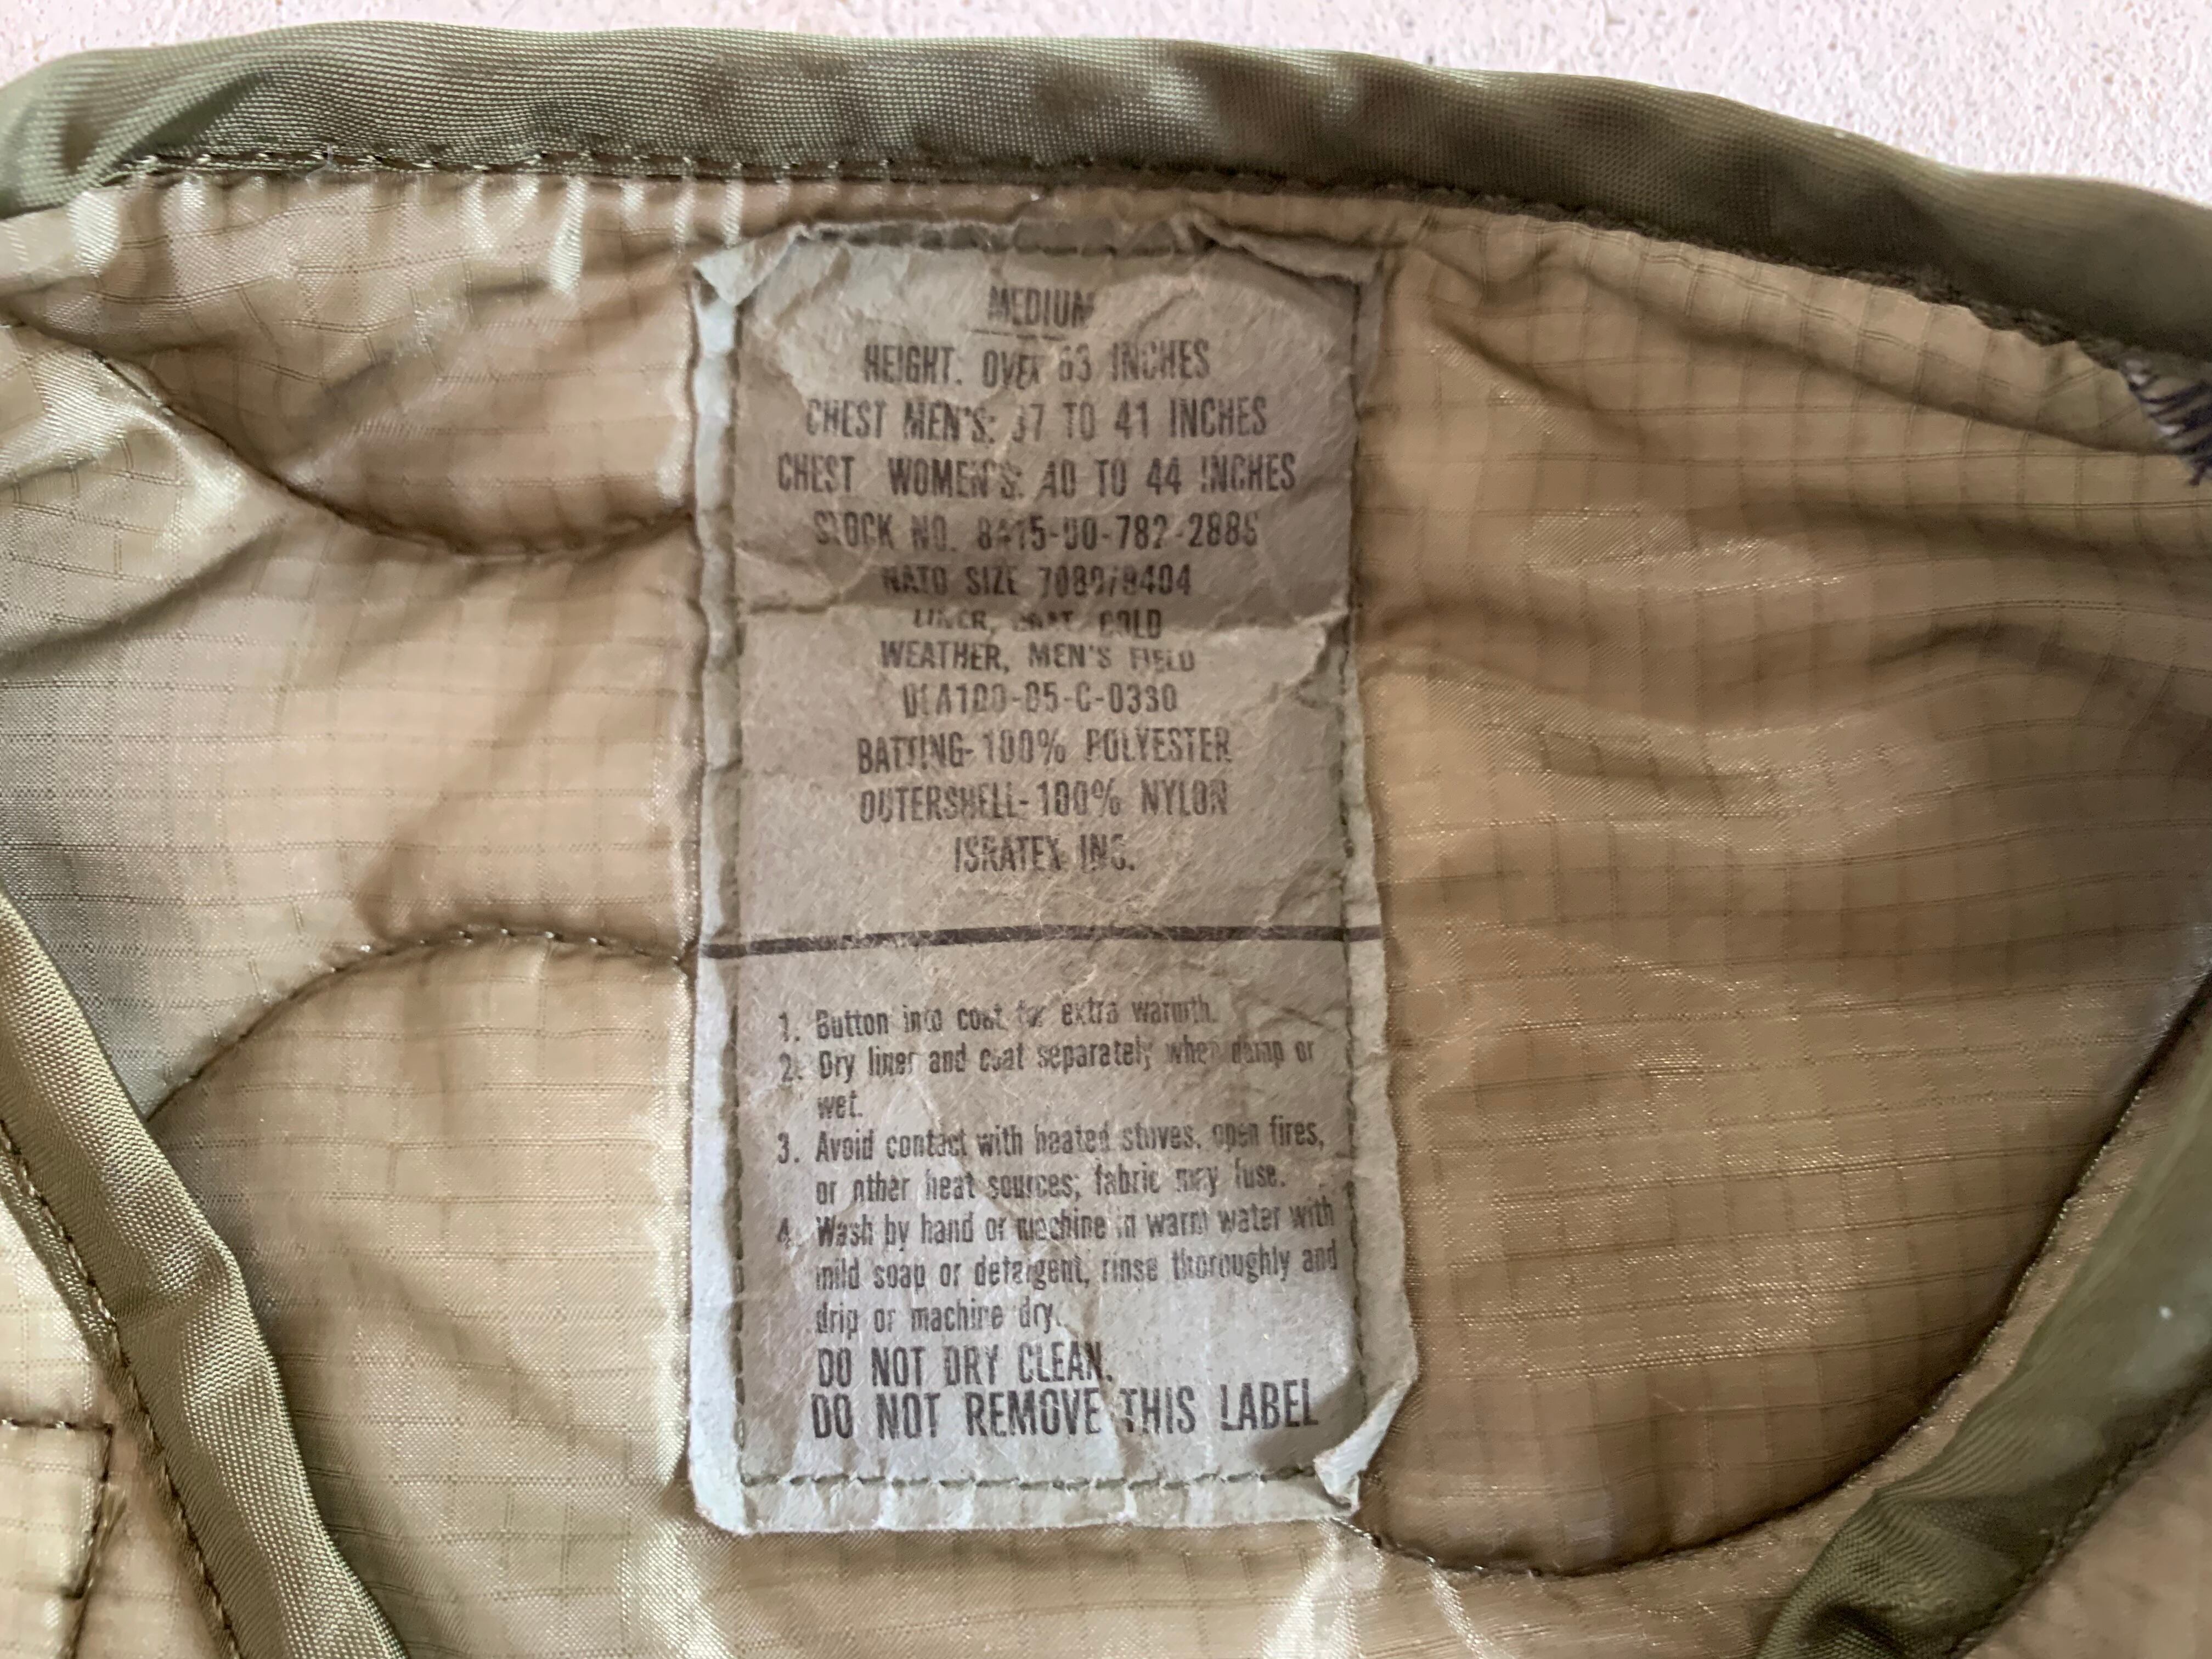 MEDIUM
HEIGHT: OVER 63 INCHES
CHEST MEN'S: 37 TO 41 INCHES
CHEST WOMEN'S: 40 TO 44 INCHES
STOCK NO. 8415-00-782-2886
NATO SIZE 7080/9404
LINER, COAT, COLD
WEATHER, MEN'S FIELD
DLA100-85-C-0330
BATTING-100% POLYESTER
OUTERSHELL-100% NYLON
ISRATEX INC.
1. Button into coat for extra warmth.
2. Dry liner and coat separately when damp or
wet.
3. Avoid contact with heated stoves, open fires,
or other heat sources; fabric may fuse.
4. Wash by hand or machine in warm water with
mild soap or detergent, rinse thoroughly and
drip or machine dry.
DO NOT DRY CLEAN.
DO NOT REMOVE THIS LABEL